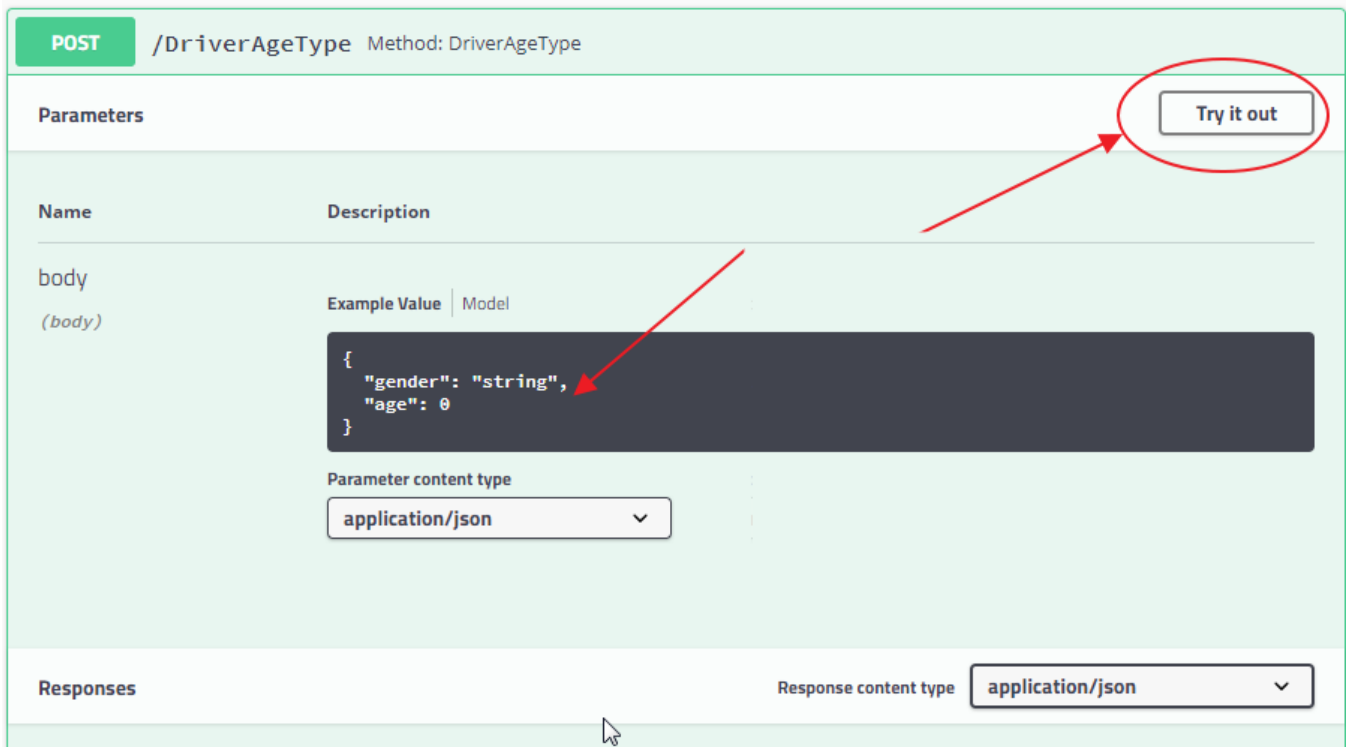 POST /DriverAgeType Method: DriverAgeType
Parameters
Try it out
Name Description
body
(body)
Example Value Model
{
"gender": "string",
"age": 0
}
Parameter content type
application/json
Responses
Response content type application/json